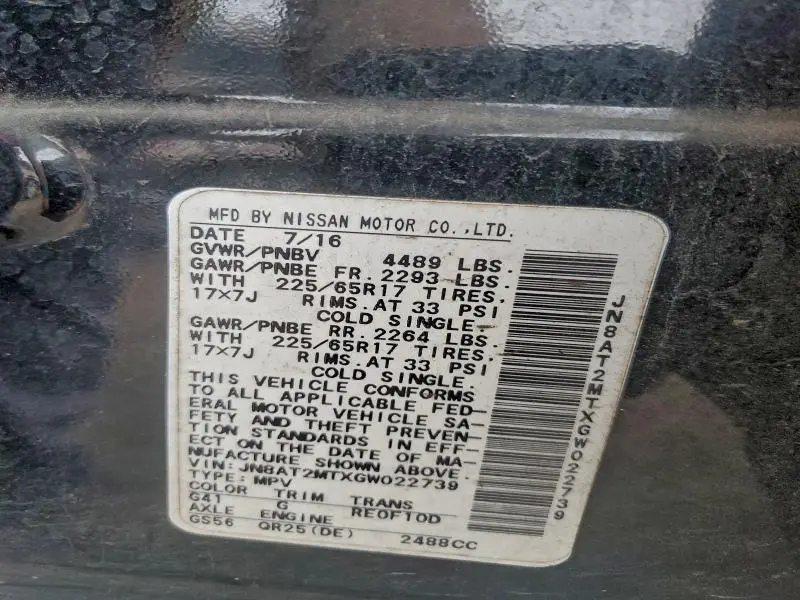 MFD BY NISSAN MOTOR CO.,LTD.
DATE 7/16
GVWR/PNBV 4489 LBS.
GAWR/PNBE FR. 2293 LBS.
WITH 225/65R17 TIRES.
17×7J RIMS.AT 33 PSI
COLD SINGLE.
GAWR/PNBE RR. 2264 LBS.
WITH 225/65R17 TIRES.
17×7J RIMS.AT 33 PSI
COLD SINGLE.
THIS VEHICLE CONFORMS
TO ALL APPLICABLE FED-
ERAL MOTOR VEHICLE SA-
FETY AND THEFT PREVEN-
TION STANDARDS IN EFF-
ECT ON THE DATE OF MA-
NUFACTURE SHOWN ABOVE.
VIN: JN8AT2MTXGW022739
TYPE: MPV
COLOR TRIM TRANS
G41 G RE0F10D
AXLE ENGINE
GS56 QR25(DE) 2488CC
JN8AT2MTXGW022739